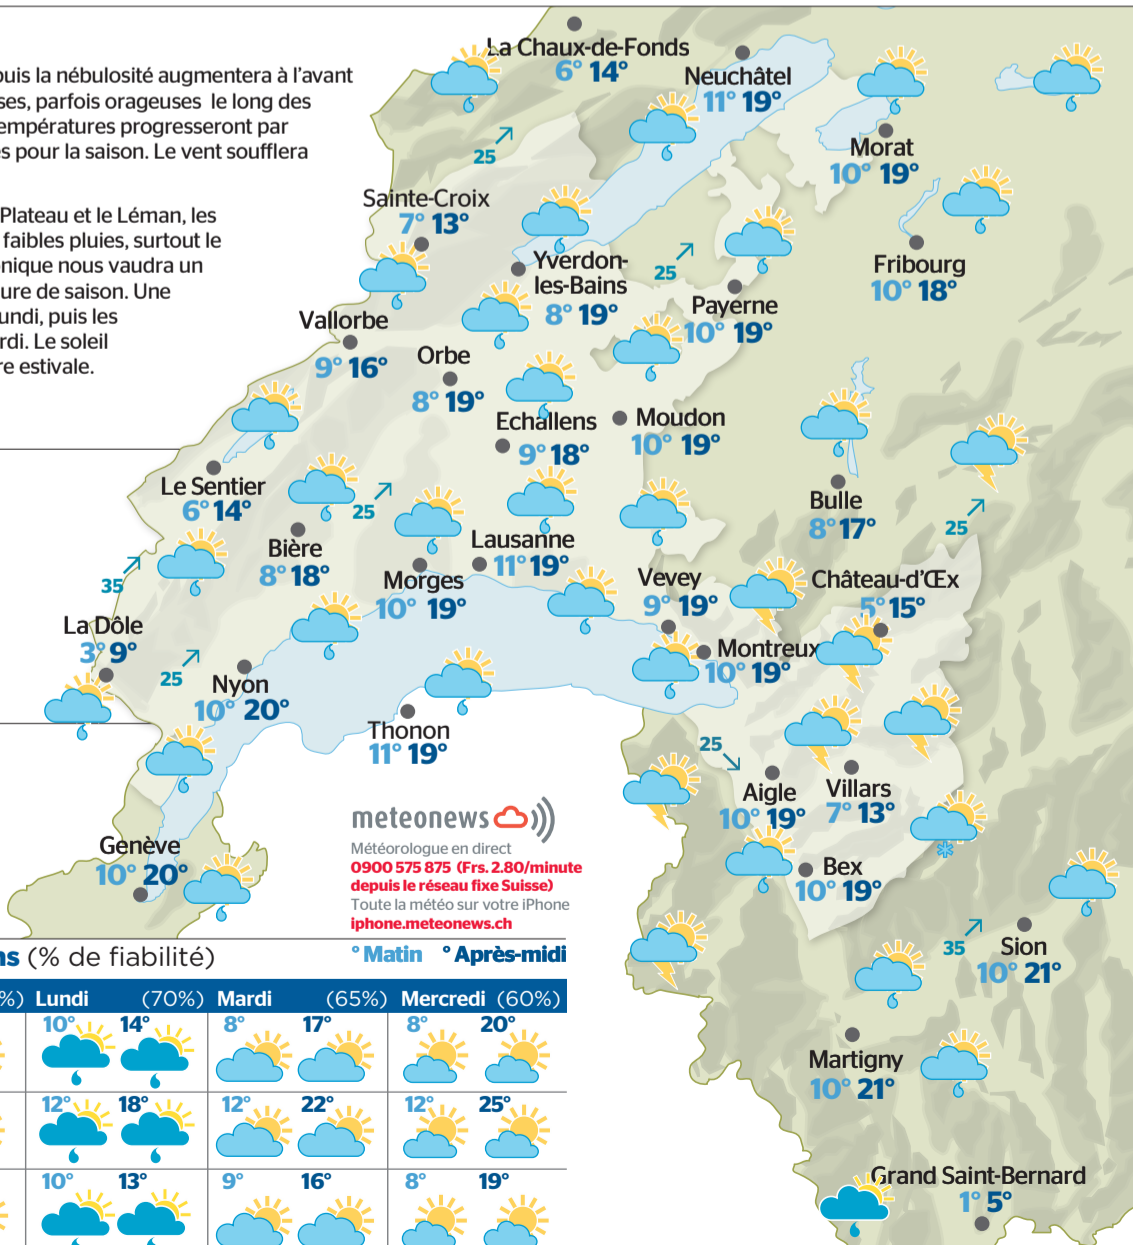 puis la nébulosité augmentera à l'avant
ses, parfois orageuses le long des
températures progresseront par
es pour la saison. Le vent soufflera
Plateau et le Léman, les
faibles pluies, surtout le
onique nous vaudra un
ure de saison. Une
undi, puis les
rdi. Le soleil
re estivale.
La Chaux-de-Fonds
6° 14°
Neuchâtel
11° 19°
Morat
10° 19°
25
Sainte-Croix
7° 13°
Yverdon-
les-Bains
8° 19°
25
Fribourg
10° 18°
Payerne
10° 19°
Vallorbe
9° 16°
Orbe
8° 19°
Echallens
9° 18°
Moudon
10° 19°
Le Sentier
6° 14°
25
Bulle
8° 17°
25
Bière
8° 18°
Lausanne
11° 19°
Morges
10° 19°
Vevey
9° 19°
Château-d'Œx
5° 15°
35
La Dôle
3° 9°
Montreux
10° 19°
25
Nyon
10° 20°
Thonon
11° 19°
25
Aigle
10° 19°
Villars
7° 13°
Genève
10° 20°
Bex
10° 19°
35
Sion
10° 21°
Martigny
10° 21°
Grand Saint-Bernard
1° 5°
meteonews
Météorologue en direct
0900 575 875 (Frs. 2.80/minute
depuis le réseau fixe Suisse)
Toute la météo sur votre iPhone
iphone.meteonews.ch
ns (% de fiabilité)
° Matin ° Après-midi
%) Lundi (70%) Mardi (65%) Mercredi (60%)
10° 14° 8° 17° 8° 20°
12° 18° 12° 22° 12° 25°
10° 13° 9° 16° 8° 19°